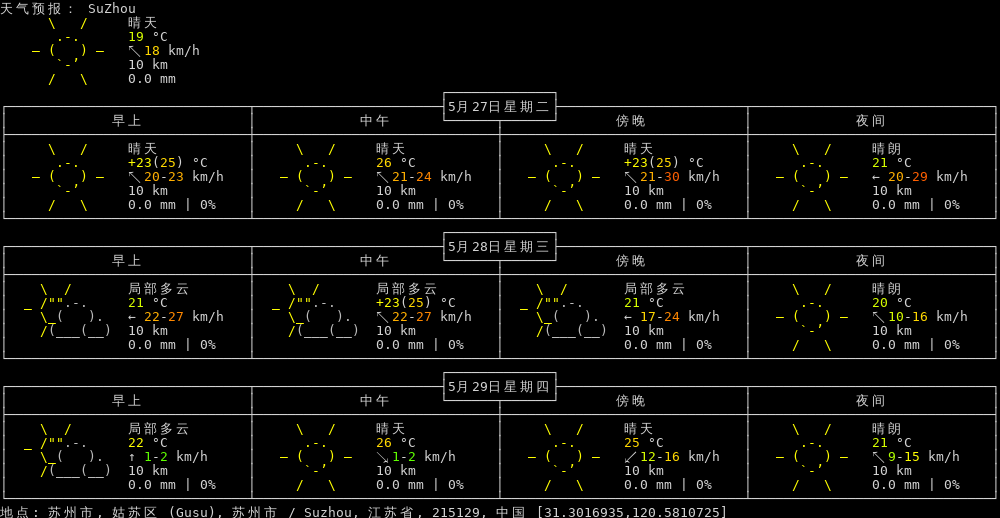 天气预报: SuZhou
晴天
19 °C
↖ 18 km/h
10 km
0.0 mm
5月27日星期二
早上 中午 傍晚 夜间
晴天 晴天 晴天 晴朗
+23(25) °C 26 °C +23(25) °C 21 °C
↖ 20-23 km/h ↖ 21-24 km/h ↖ 21-30 km/h ← 20-29 km/h
10 km 10 km 10 km 10 km
0.0 mm | 0% 0.0 mm | 0% 0.0 mm | 0% 0.0 mm | 0%
5月28日星期三
早上 中午 傍晚 夜间
局部多云 局部多云 局部多云 晴朗
21 °C +23(25) °C 21 °C 20 °C
← 22-27 km/h ↖ 22-27 km/h ← 17-24 km/h ↖ 10-16 km/h
10 km 10 km 10 km 10 km
0.0 mm | 0% 0.0 mm | 0% 0.0 mm | 0% 0.0 mm | 0%
5月29日星期四
早上 中午 傍晚 夜间
局部多云 晴天 晴天 晴朗
22 °C 26 °C 25 °C 21 °C
↑ 1-2 km/h ↘ 1-2 km/h ↙ 12-16 km/h ↖ 9-15 km/h
10 km 10 km 10 km 10 km
0.0 mm | 0% 0.0 mm | 0% 0.0 mm | 0% 0.0 mm | 0%
地点: 苏州市, 姑苏区 (Gusu), 苏州市 / Suzhou, 江苏省, 215129, 中国 [31.3016935,120.5810725]